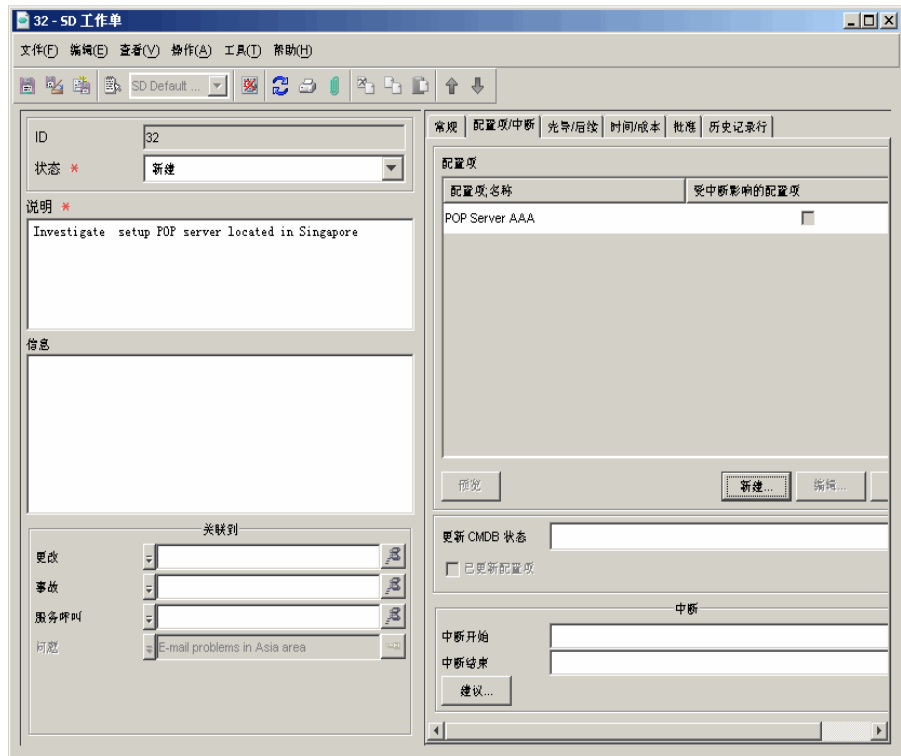 32 - SD 工作单
文件(F) 编辑(E) 查看(V) 操作(A) 工具(T) 帮助(H)
SD Default ...
ID 32
状态 * 新建
说明 *
Investigate setup POP server located in Singapore
信息
关联到
更改
事故
服务呼叫
问题 E-mail problems in Asia area
常规 配置项/中断 先导/后续 时间/成本 批准 历史记录行
配置项
配置项;名称 受中断影响的配置项
POP Server AAA
预览 新建... 编辑...
更新 CMDB 状态
已更新配置项
中断
中断开始
中断结束
建议...